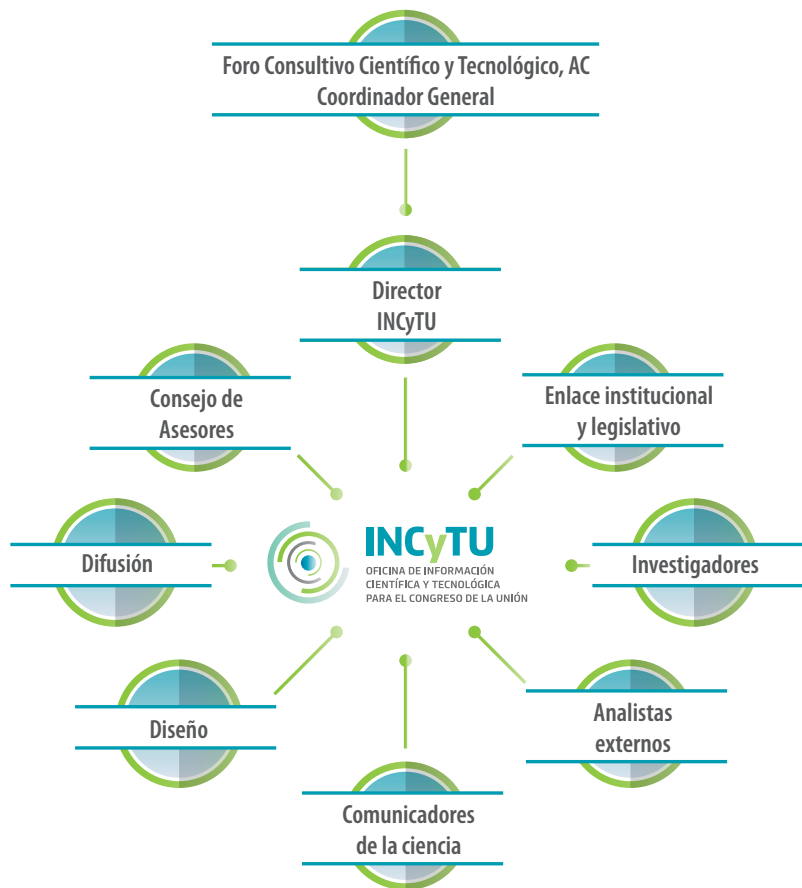 Foro Consultivo Científico y Tecnológico, AC
Coordinador General
Director
INCyTU
Consejo de
Asesores
Enlace institucional
y legislativo
Difusión
INCyTU
OFICINA DE INFORMACIÓN
CIENTÍFICA Y TECNOLÓGICA
PARA EL CONGRESO DE LA UNIÓN
Investigadores
Diseño
Analistas
externos
Comunicadores
de la ciencia